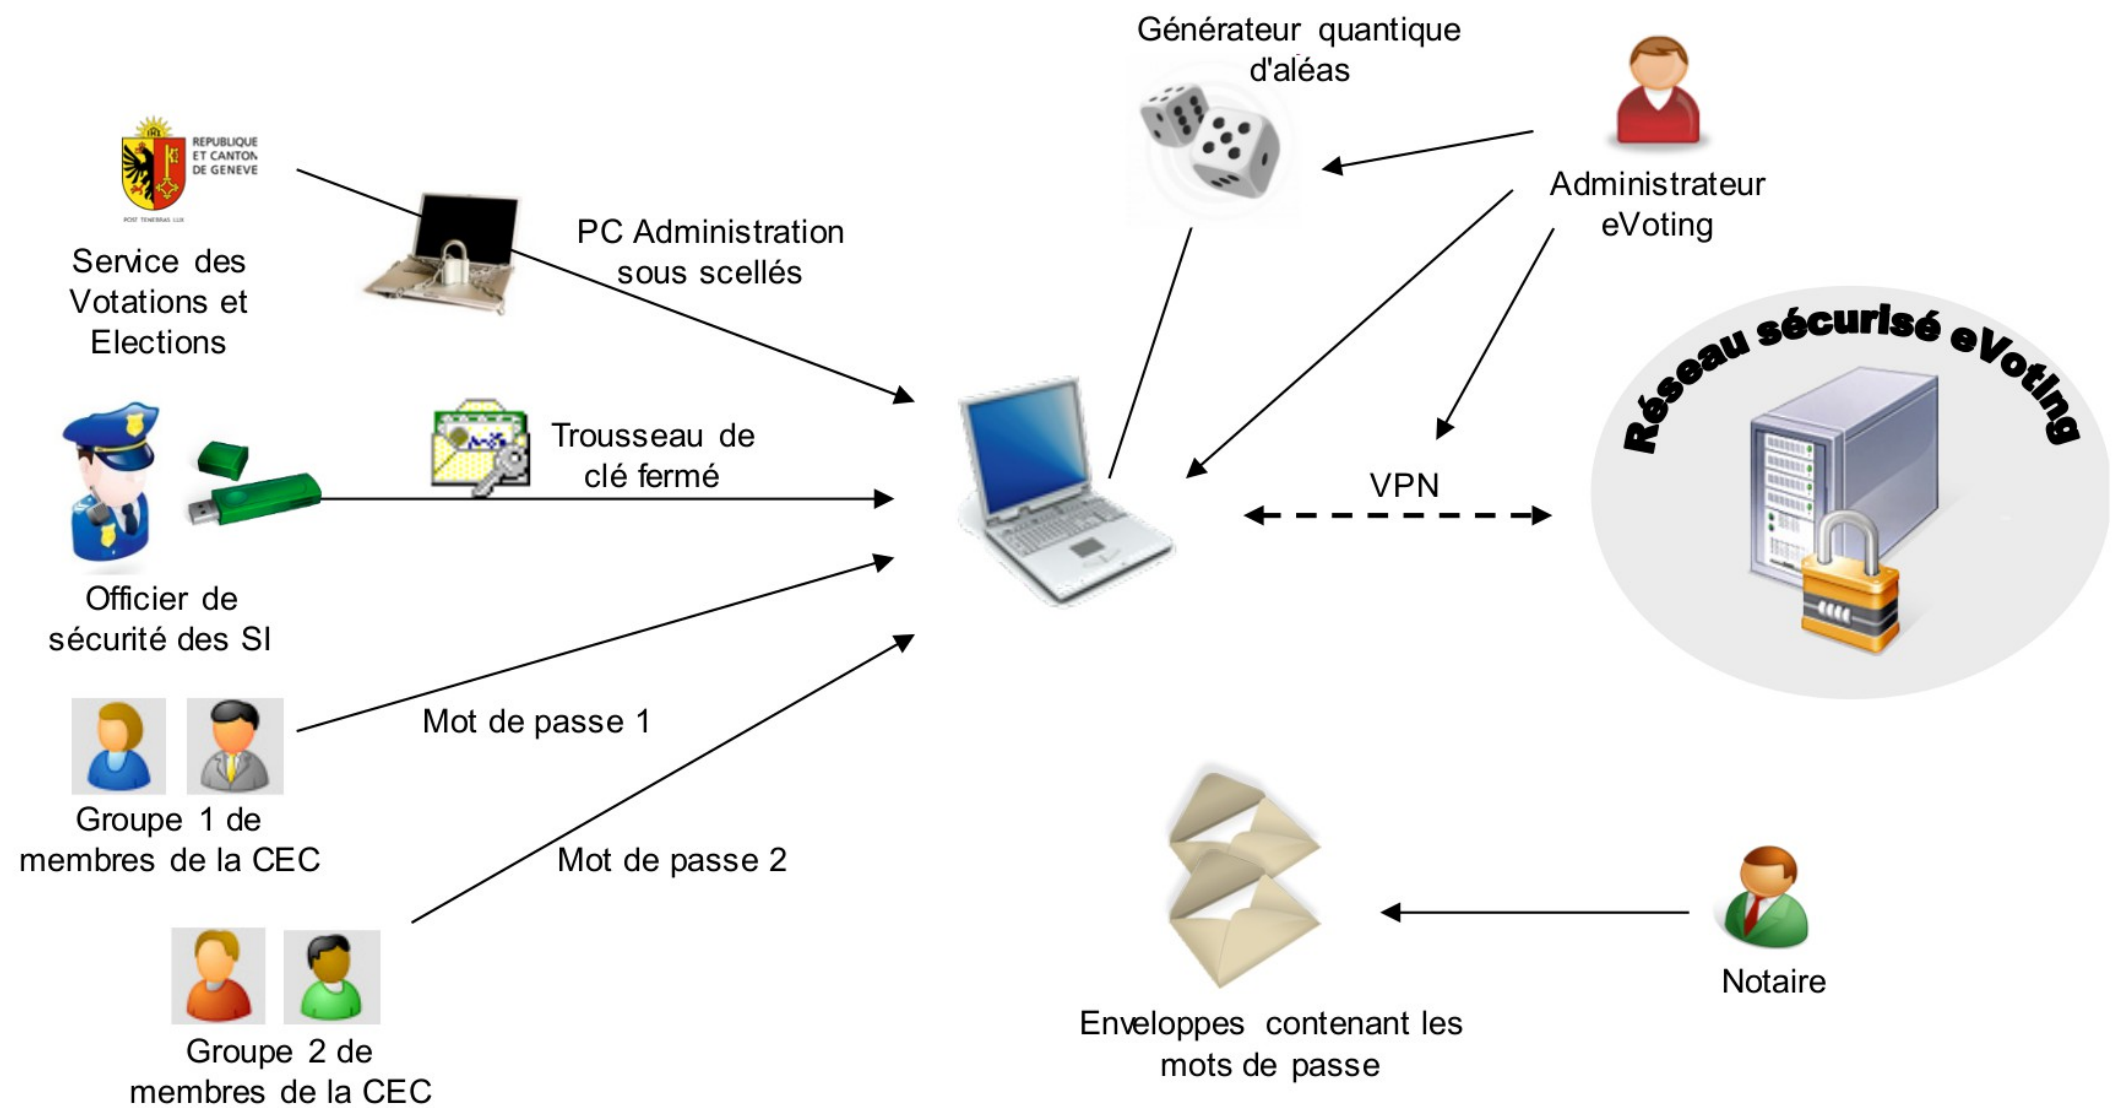 Générateur quantique
d'aléas
REPUBLIQUE
ET CANTON
DE GENEVE
POST TENEBRAS LUX
Service des
Votations et
Elections
PC Administration
sous scellés
Administrateur
eVoting
Réseau sécurisé eVoting
Trousseau de
clé fermé
VPN
Officier de
sécurité des SI
Mot de passe 1
Groupe 1 de
membres de la CEC
Mot de passe 2
Groupe 2 de
membres de la CEC
Enveloppes contenant les
mots de passe
Notaire